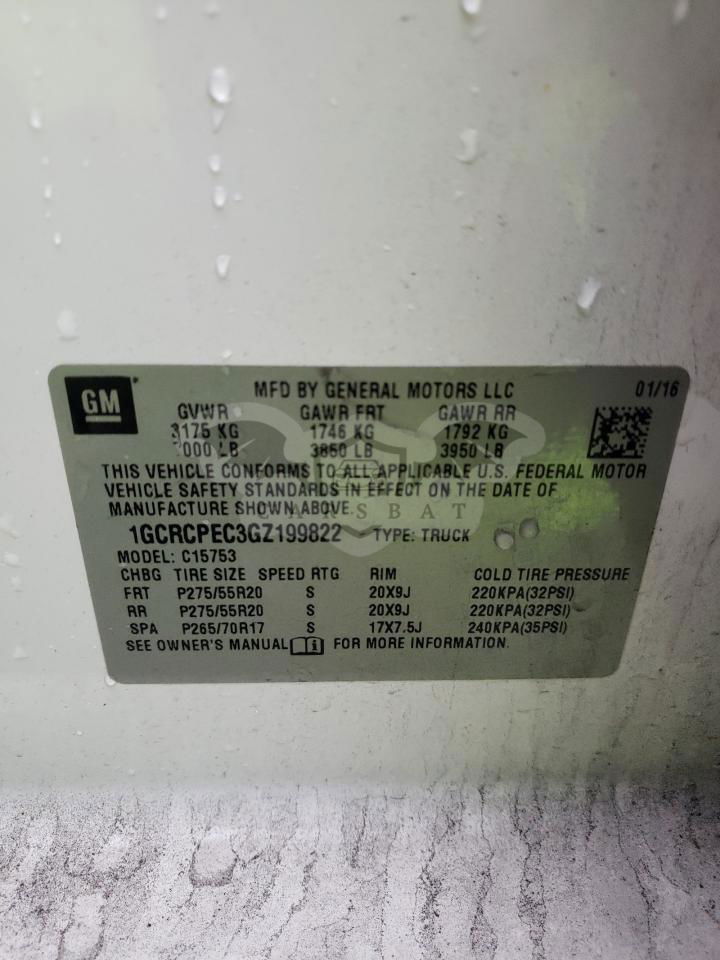 GM
MFD BY GENERAL MOTORS LLC 01/16
GVWR GAWR FRT GAWR RR
3175 KG 1746 KG 1792 KG
7000 LB 3850 LB 3950 LB
THIS VEHICLE CONFORMS TO ALL APPLICABLE U.S. FEDERAL MOTOR
VEHICLE SAFETY STANDARDS IN EFFECT ON THE DATE OF
MANUFACTURE SHOWN ABOVE.
CARSBAT
1GCRCPEC3GZ199822 TYPE: TRUCK
MODEL: C15753
CHBG TIRE SIZE SPEED RTG RIM COLD TIRE PRESSURE
FRT P275/55R20 S 20X9J 220KPA(32PSI)
RR P275/55R20 S 20X9J 220KPA(32PSI)
SPA P265/70R17 S 17X7.5J 240KPA(35PSI)
SEE OWNER'S MANUAL i FOR MORE INFORMATION.